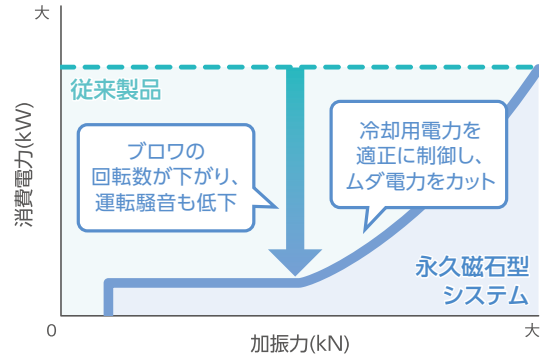 大
従来製品
消費電力(kW)
ブロワの
回転数が下がり、
運転騒音も低下
冷却用電力を
適正に制御し、
ムダ電力をカット
永久磁石型
システム
0
加振力(kN)
大